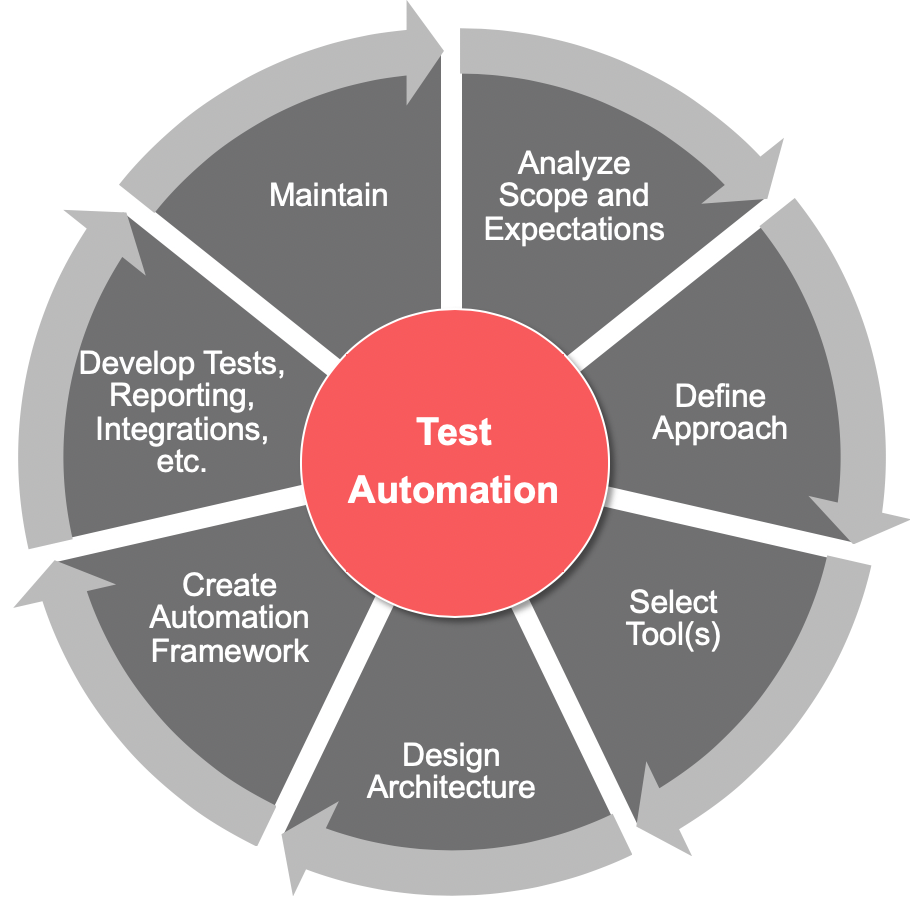 Maintain
Analyze
Scope and
Expectations
Develop Tests,
Reporting,
Integrations,
etc.
Test
Automation
Define
Approach
Create
Automation
Framework
Select
Tool(s)
Design
Architecture